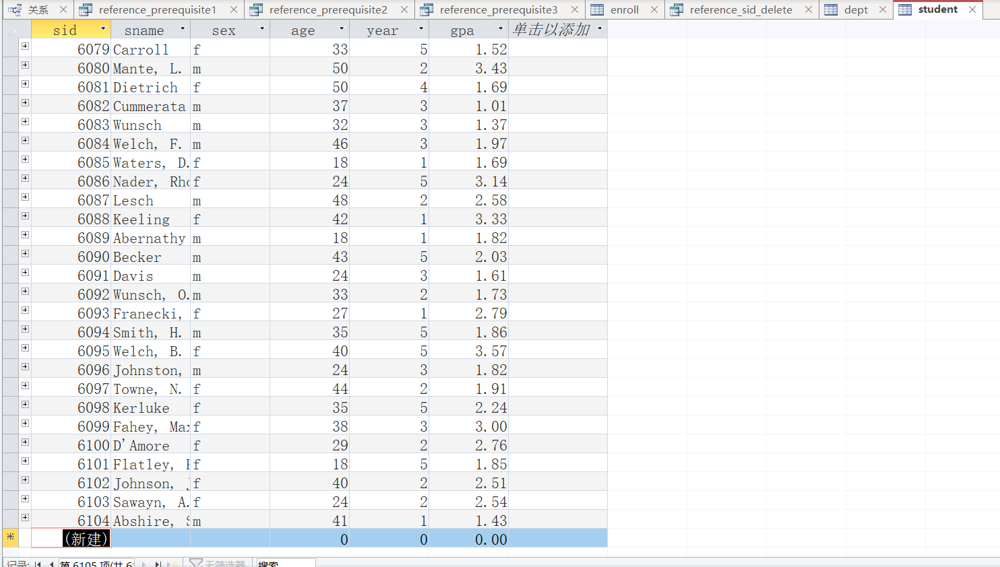 关系 reference_prerequisite1 reference_prerequisite2 reference_prerequisite3 enroll reference_sid_delete dept student
sid sname sex age year gpa 单击以添加
6079 Carroll f 33 5 1.52
6080 Mante, L. m 50 2 3.43
6081 Dietrich f 50 4 1.69
6082 Cummerata m 37 3 1.01
6083 Wunsch m 32 3 1.37
6084 Welch, F. m 46 3 1.97
6085 Waters, D. f 18 1 1.69
6086 Nader, Rho f 24 5 3.14
6087 Lesch m 48 2 2.58
6088 Keeling f 42 1 3.33
6089 Abernathy m 18 1 1.82
6090 Becker m 43 5 2.03
6091 Davis m 24 3 1.61
6092 Wunsch, O. m 33 2 1.73
6093 Franecki, f 27 1 2.79
6094 Smith, H. m 35 5 1.86
6095 Welch, B. f 40 5 3.57
6096 Johnston, m 24 3 1.82
6097 Towne, N. f 44 2 1.91
6098 Kerluke f 35 5 2.24
6099 Fahey, Max f 38 3 3.00
6100 D'Amore f 29 2 2.76
6101 Flatley, f 18 5 1.85
6102 Johnson, f 40 2 2.51
6103 Sawayn, A. f 24 2 2.54
6104 Abshire, m 41 1 1.43
(新建) 0 0 0.00
记录: 第 6105 项(共 无筛选器 搜索